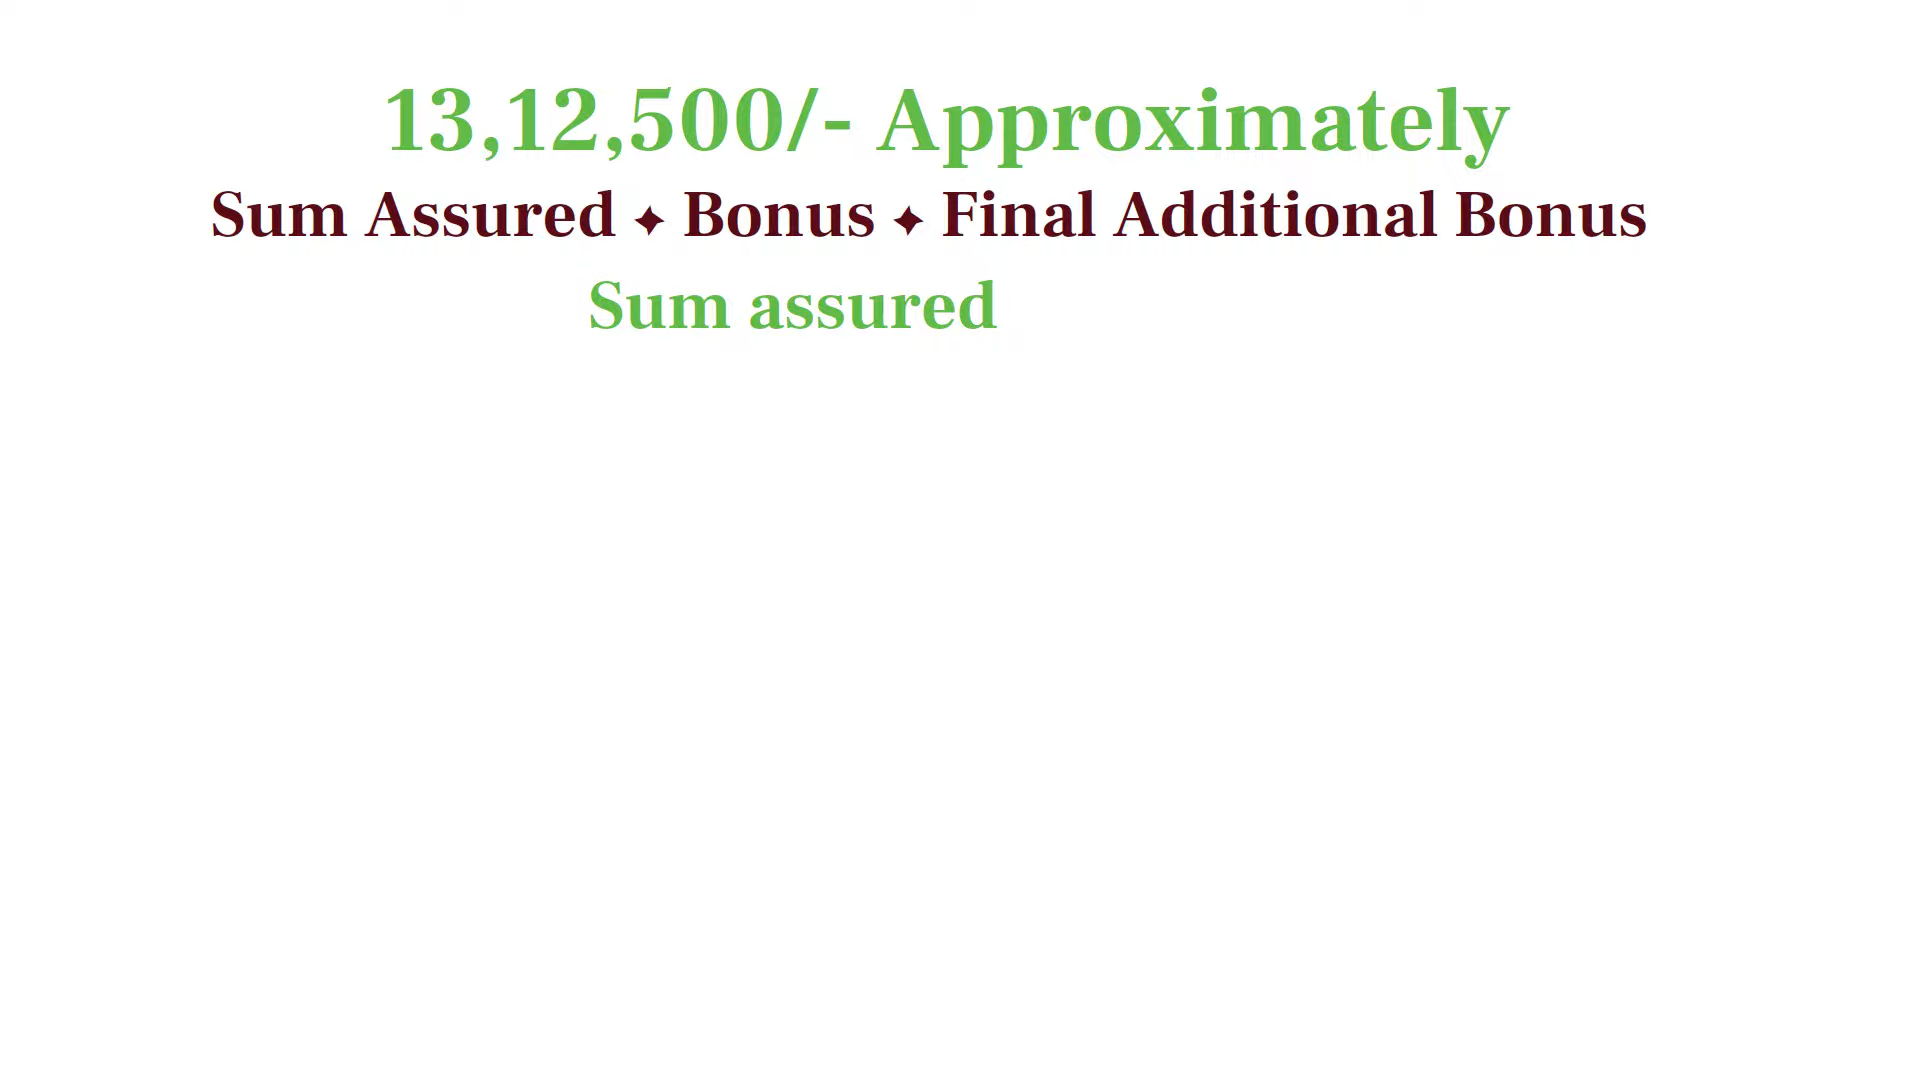 13,12,500/- Approximately
Sum Assured ✦ Bonus ✦ Final Additional Bonus
Sum assured